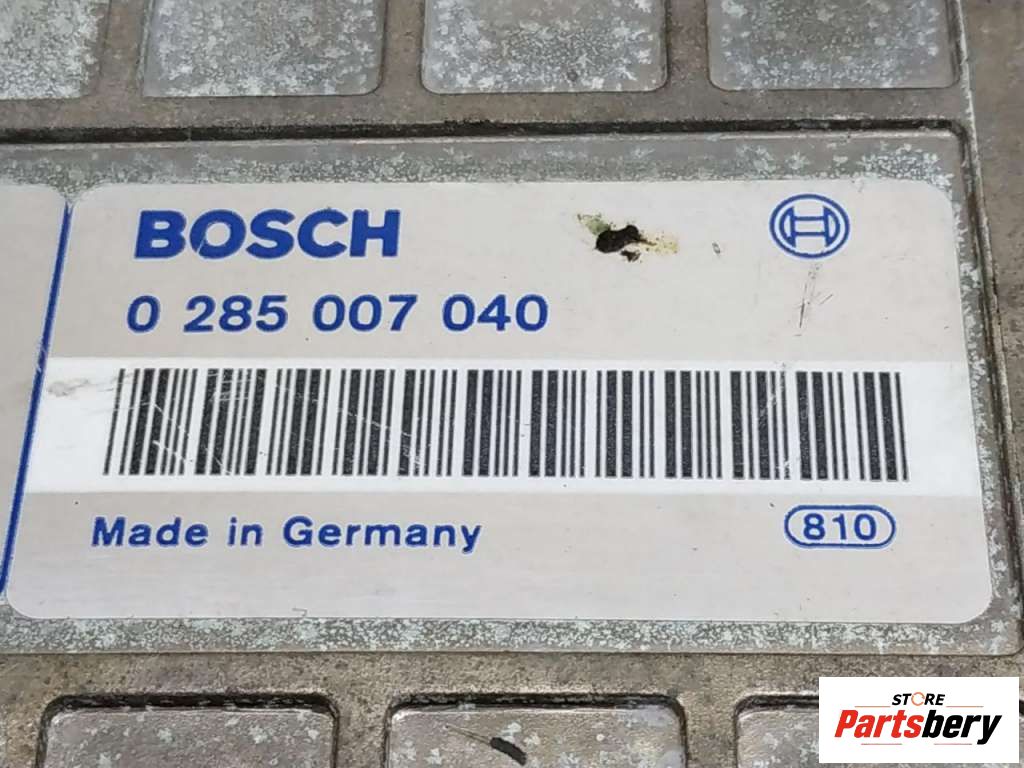 BOSCH
0 285 007 040
Made in Germany
810
STORE
Partsbery